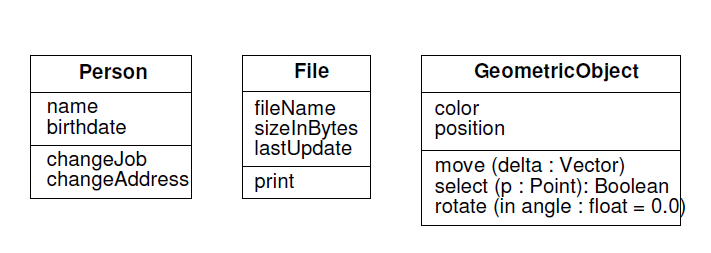 Person
name
birthdate
changeJob
changeAddress
File
fileName
sizeInBytes
lastUpdate
print
GeometricObject
color
position
move (delta : Vector)
select (p : Point): Boolean
rotate (in angle : float = 0.0)